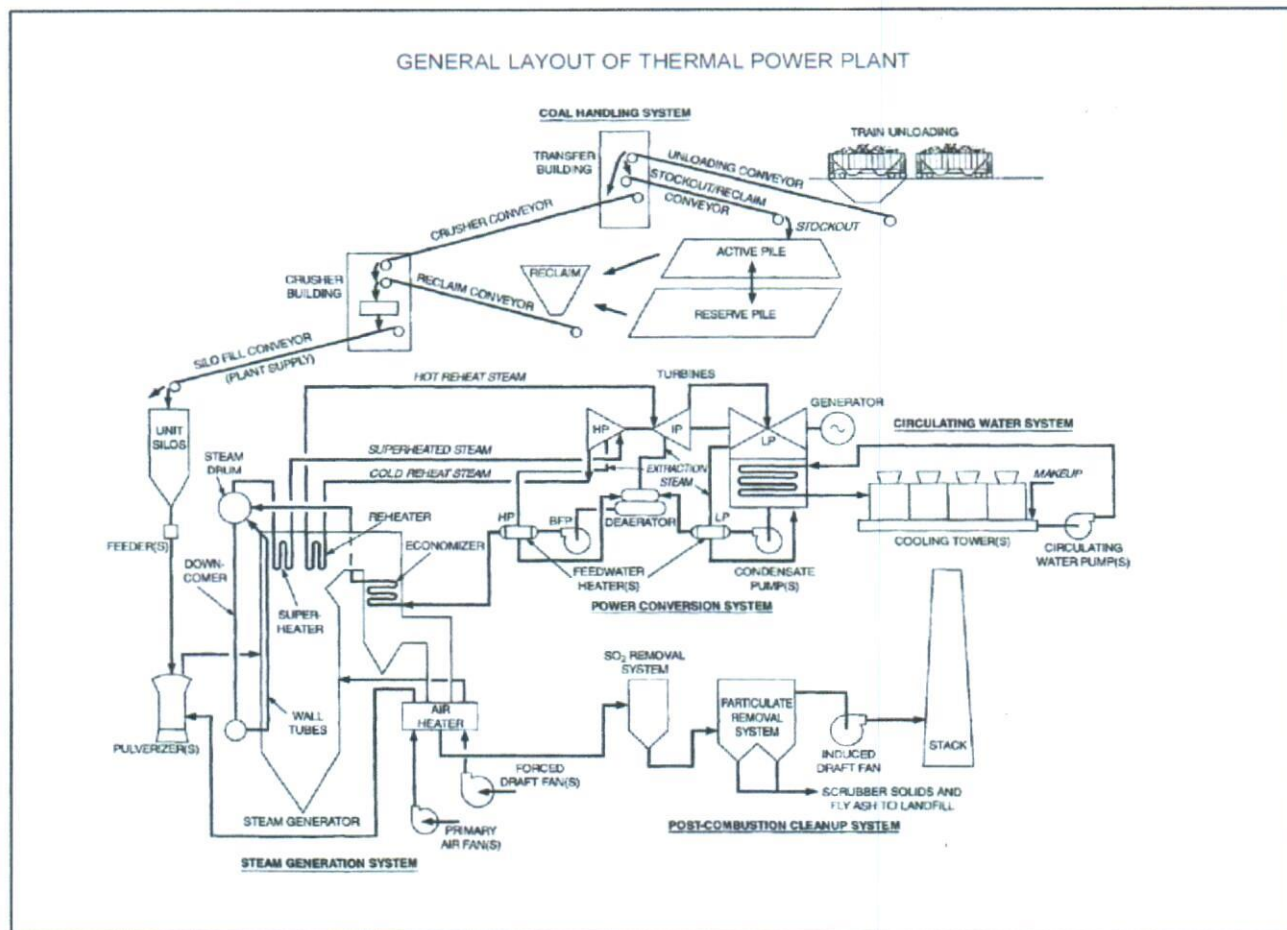 GENERAL LAYOUT OF THERMAL POWER PLANT
COAL HANDLING SYSTEM
TRAIN UNLOADING
TRANSFER
BUILDING
UNLOADING CONVEYOR
STOCKOUT/RECLAIM
CONVEYOR
STOCKOUT
CRUSHER CONVEYOR
ACTIVE PILE
RECLAIM
CRUSHER
BUILDING
RECLAIM CONVEYOR
RESERVE PILE
SILO FILL CONVEYOR
(PLANT SUPPLY)
HOT REHEAT STEAM
TURBINES
GENERATOR
UNIT
SILOS
HP
IP
LP
CIRCULATING WATER SYSTEM
STEAM
DRUM
SUPERHEATED STEAM
COLD REHEAT STEAM
EXTRACTION
STEAM
MAKEUP
REHEATER
HP
BFP
DEAERATOR
LP
FEEDER(S)
ECONOMIZER
COOLING TOWER(S)
CIRCULATING
WATER PUMP(S)
DOWN-
COMER
FEEDWATER
HEATER(S)
CONDENSATE
PUMP(S)
SUPER-
HEATER
POWER CONVERSION SYSTEM
SO₂ REMOVAL
SYSTEM
PARTICULATE
REMOVAL
SYSTEM
WALL
TUBES
AIR
HEATER
PULVERIZER(S)
INDUCED
DRAFT FAN
STACK
FORCED
DRAFT FAN(S)
SCRUBBER SOLIDS AND
FLY ASH TO LANDFILL
STEAM GENERATOR
PRIMARY
AIR FAN(S)
POST-COMBUSTION CLEANUP SYSTEM
STEAM GENERATION SYSTEM